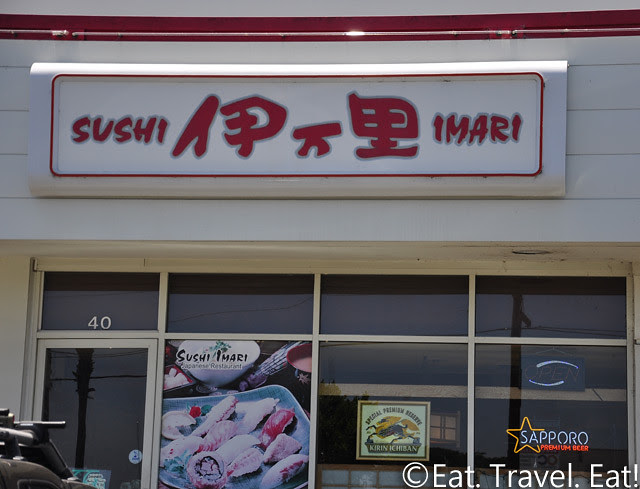 SUSHI 伊万里 IMARI
40
SUSHI IMARI
Japanese Restaurant
SPECIAL PREMIUM RESERVE
KIRIN ICHIBAN
OPEN
SAPPORO
PREMIUM BEER
©Eat. Travel. Eat!